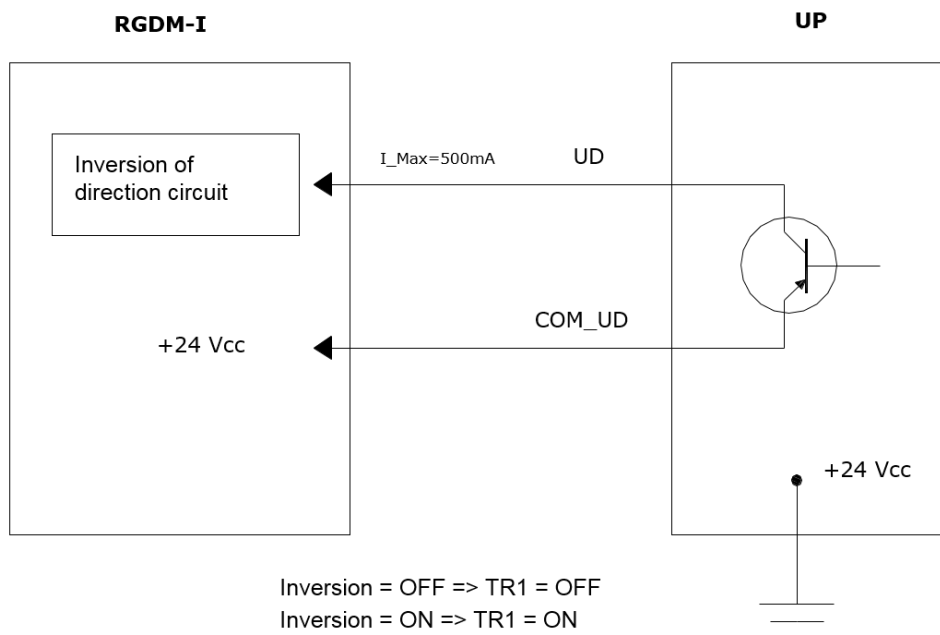 RGDM-I
UP
Inversion of
direction circuit
I_Max=500mA
UD
COM_UD
+24 Vcc
+24 Vcc
Inversion = OFF => TR1 = OFF
Inversion = ON => TR1 = ON